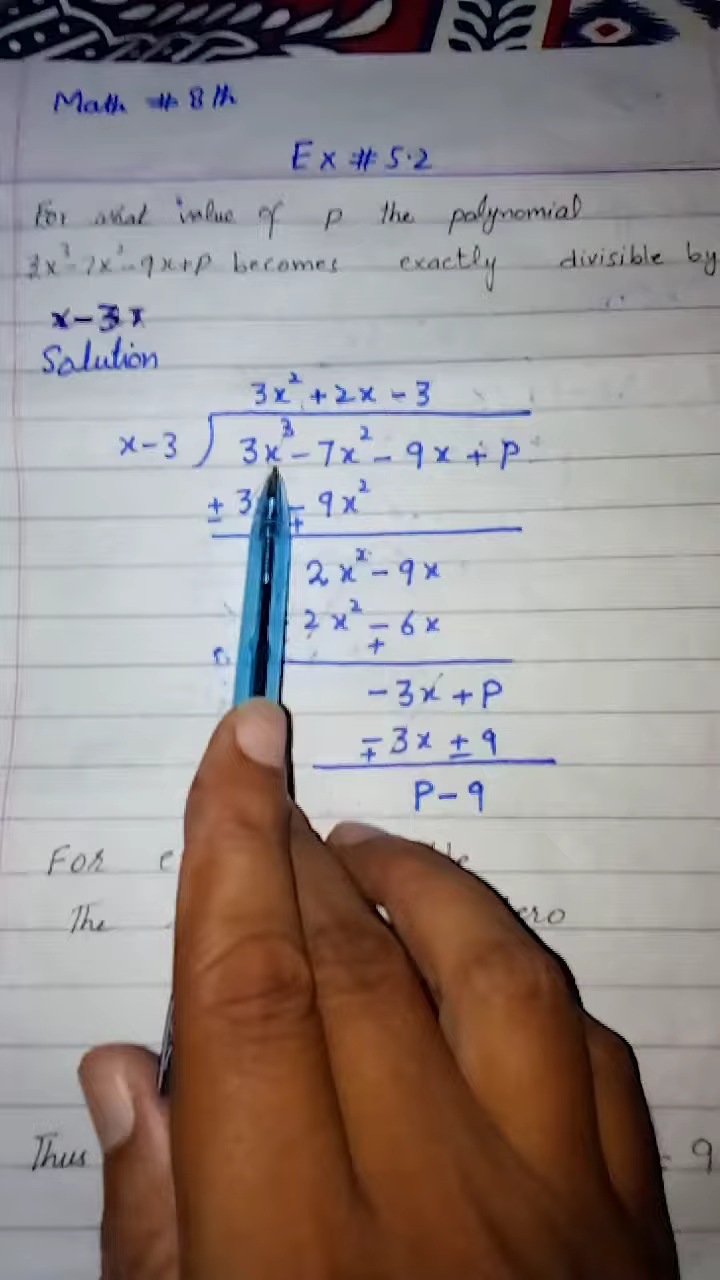 Math # 8th
Ex # 5.2
For what value of p the polynomial
3x³-7x²-9x+p becomes exactly divisible by
x-3
Solution
3x² + 2x - 3
x-3 ) 3x³ - 7x² - 9x + p
± 3 ∓ 9x²
2x² - 9x
2x² - 6x
+
-3x + p
∓ 3x ± 9
p - 9
For
The
Thus 9